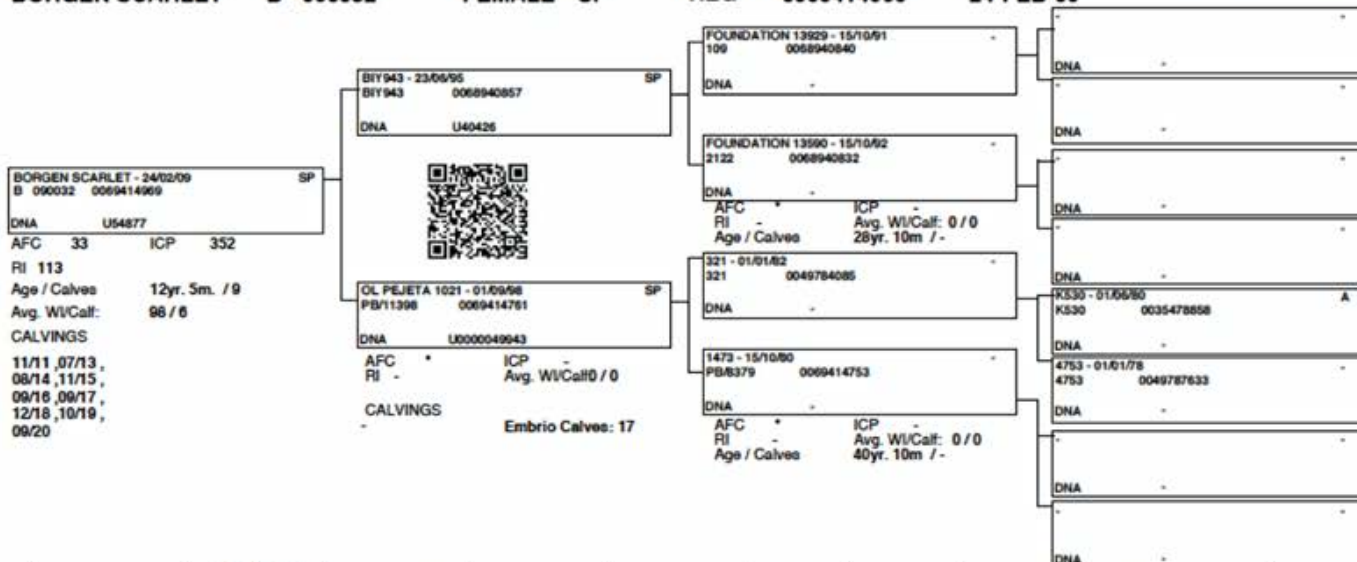 BORGEN SCARLET - 24/02/09 SP
B 090032 0069414969
DNA U54877
AFC 33 ICP 352
RI 113
Age / Calves 12yr. 5m. / 9
Avg. WI/Calf: 98 / 6
CALVINGS
11/11 ,07/13 ,
08/14 ,11/15 ,
09/16 ,09/17 ,
12/18 ,10/19 ,
09/20
BIY943 - 23/06/95 SP
BIY943 0068940857
DNA U40426
OL PEJETA 1021 - 01/09/98 SP
PB/11398 0069414761
DNA U0000049943
AFC * ICP -
RI - Avg. WI/Calf0 / 0
CALVINGS
-
Embrio Calves: 17
FOUNDATION 13929 - 15/10/91 -
109 0068940840
DNA -
FOUNDATION 13590 - 15/10/92 -
2122 0068940832
DNA -
AFC * ICP -
RI - Avg. WI/Calf: 0 / 0
Age / Calves 28yr. 10m / -
321 - 01/01/82 -
321 0049784085
DNA -
1473 - 15/10/80 -
PB/8379 0069414753
DNA -
AFC * ICP -
RI - Avg. WI/Calf: 0 / 0
Age / Calves 40yr. 10m / -
- -
DNA -
- -
DNA -
- -
DNA -
- -
DNA -
K530 - 01/06/80 A
K530 0035478858
DNA -
4753 - 01/01/78 -
4753 0049787633
DNA -
- -
DNA -
- -
DNA